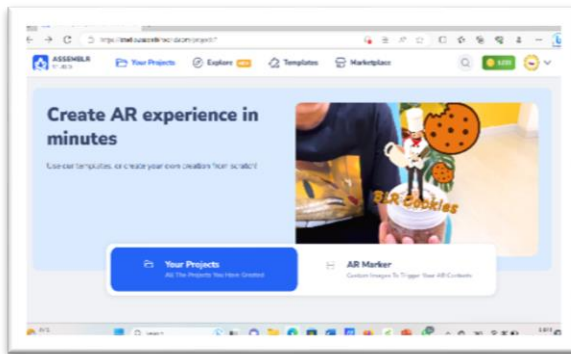 ASSEMBLR
Your Projects
Explore
Templates
Marketplace
Create AR experience in
minutes
Use our templates, or create your own creation from scratch!
BLR Cookies
Your Projects
All The Projects You Have Created
AR Marker
Custom Images To Trigger Your AR Contents